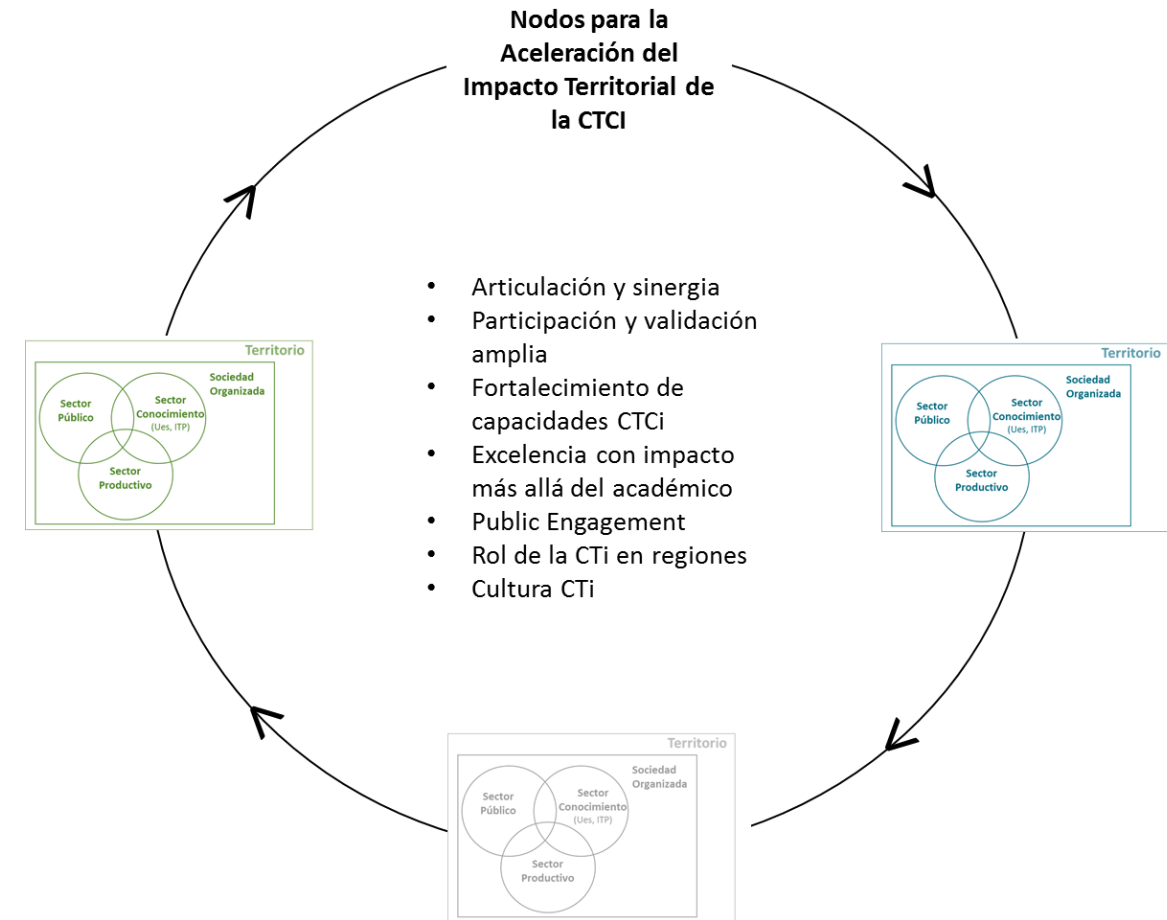 Nodos para la
Aceleración del
Impacto Territorial de
la CTCI
• Articulación y sinergia
• Participación y validación
amplia
• Fortalecimiento de
capacidades CTCi
• Excelencia con impacto
más allá del académico
• Public Engagement
• Rol de la CTi en regiones
• Cultura CTi
Territorio
Sociedad
Organizada
Sector
Público
Sector
Conocimiento
(Ues, ITP)
Sector
Productivo
Territorio
Sociedad
Organizada
Sector
Público
Sector
Conocimiento
(Ues, ITP)
Sector
Productivo
Territorio
Sociedad
Organizada
Sector
Público
Sector
Conocimiento
(Ues, ITP)
Sector
Productivo